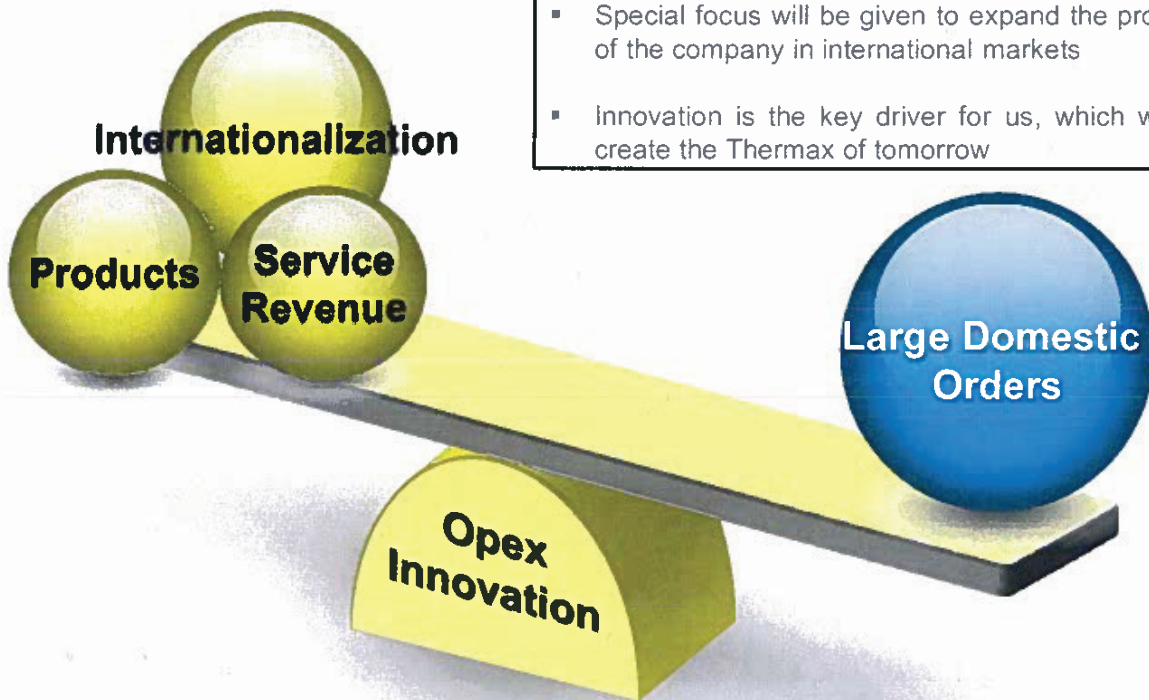 ▪ Special focus will be given to expand the
of the company in international markets
▪ Innovation is the key driver for us, which
create the Thermax of tomorrow
Internationalization
Products
Service
Revenue
Large Domestic
Orders
Opex
Innovation